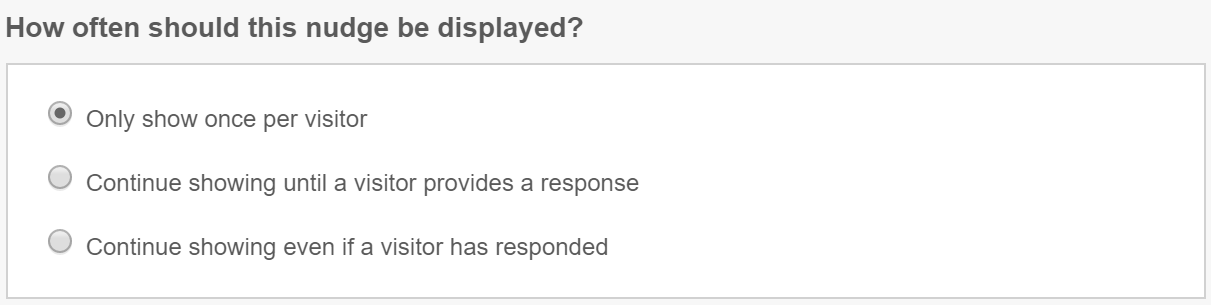 How often should this nudge be displayed?
Only show once per visitor
Continue showing until a visitor provides a response
Continue showing even if a visitor has responded